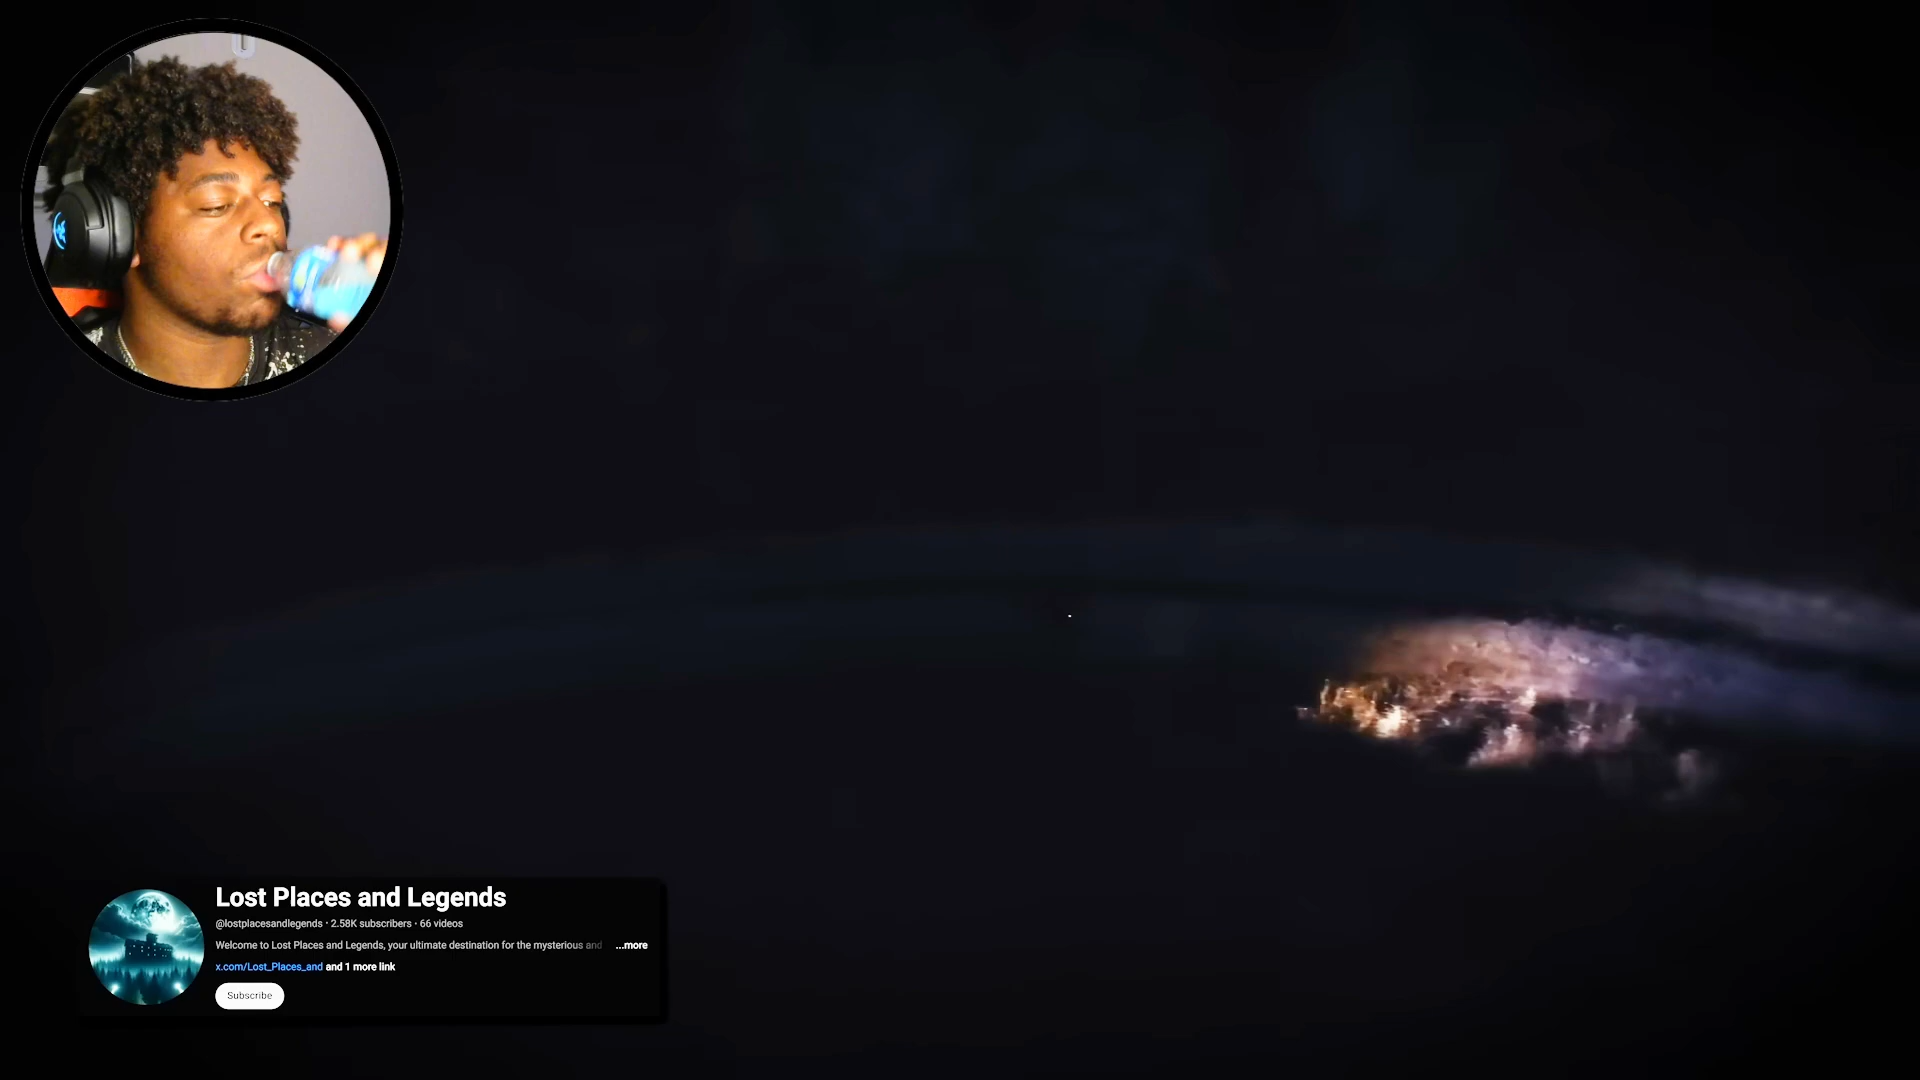 Lost Places and Legends
@lostplacesandlegends · 2.58K subscribers · 66 videos
Welcome to Lost Places and Legends, your ultimate destination for the mysterious and ...more
x.com/Lost_Places_and and 1 more link
Subscribe